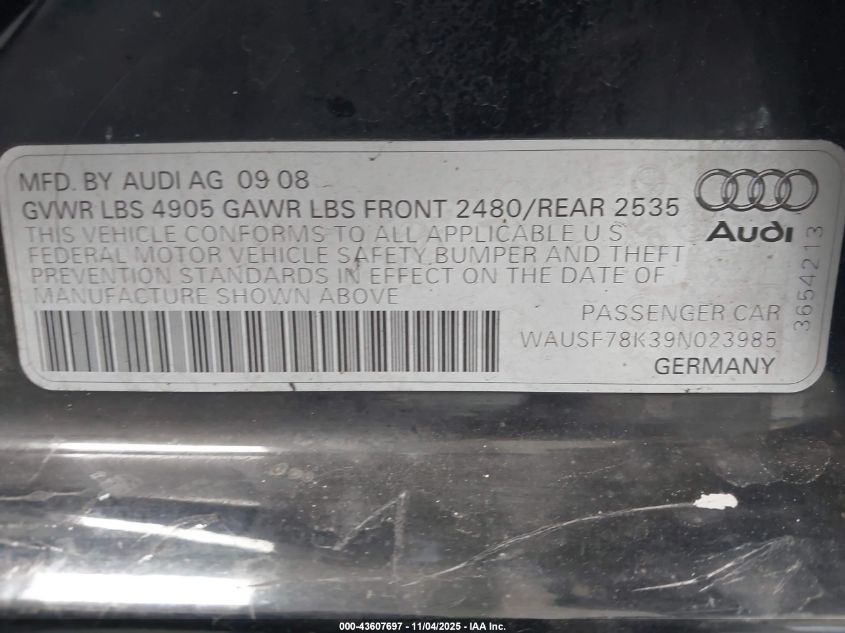 MFD. BY AUDI AG 09 08
GVWR LBS 4905 GAWR LBS FRONT 2480/REAR 2535
THIS VEHICLE CONFORMS TO ALL APPLICABLE U S
FEDERAL MOTOR VEHICLE SAFETY, BUMPER AND THEFT
PREVENTION STANDARDS IN EFFECT ON THE DATE OF
MANUFACTURE SHOWN ABOVE
Audi
3654213
PASSENGER CAR
WAUSF78K39N023985
GERMANY
000-43607697 - 11/04/2025 - IAA Inc.